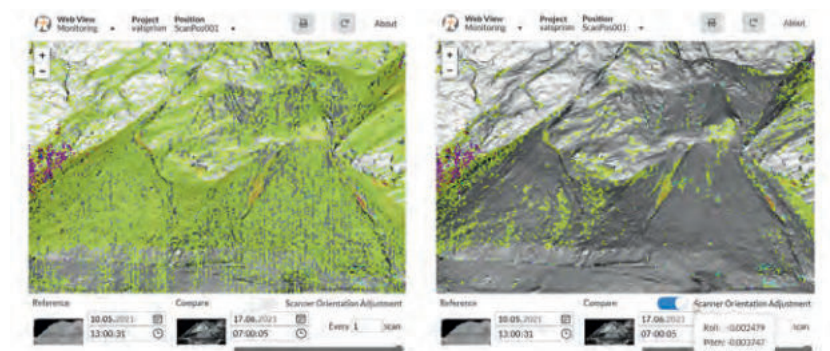 Web View Project Position
Monitoring valsprism ScanPos001 About
+
-
Reference Compare Scanner Orientation Adjustment
10.05.2021 17.06.2021
13:00:31 07:00:05 Every 1 scan
Web View Project Position
Monitoring valsprism ScanPos001 About
+
-
Reference Compare Scanner Orientation Adjustment
10.05.2021 17.06.2021
13:00:31 07:00:05 scan
Roll: -0.002479
Pitch: -0.003747